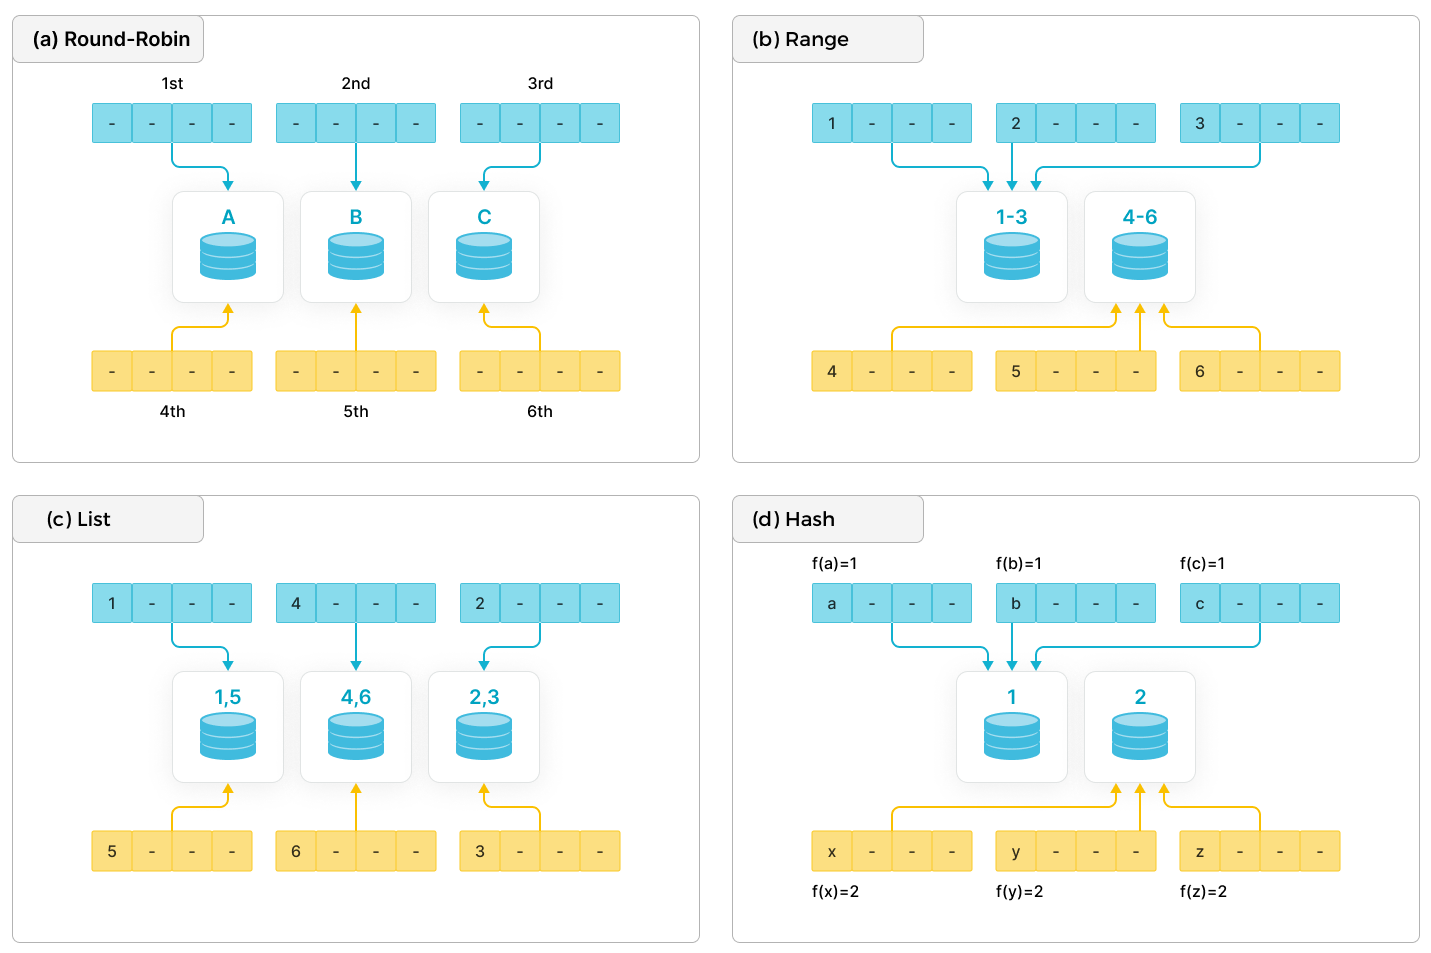 (a) Round-Robin
1st 2nd 3rd
- - - - - - - - - - - -
A B C
- - - - - - - - - - - -
4th 5th 6th
(b) Range
1 - - - 2 - - - 3 - - -
1-3 4-6
4 - - - 5 - - - 6 - - -
(c) List
1 - - - 4 - - - 2 - - -
1,5 4,6 2,3
5 - - - 6 - - - 3 - - -
(d) Hash
f(a)=1 f(b)=1 f(c)=1
a - - - b - - - c - - -
1 2
x - - - y - - - z - - -
f(x)=2 f(y)=2 f(z)=2